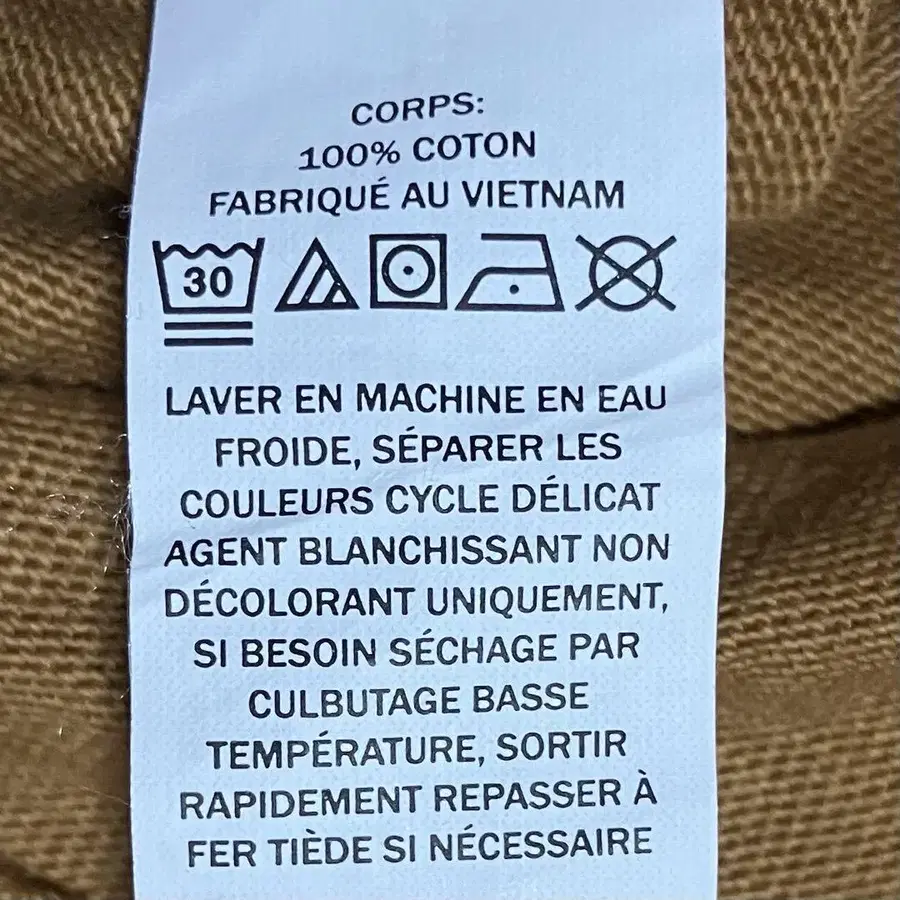 CORPS:
100% COTON
FABRIQUÉ AU VIETNAM
30
LAVER EN MACHINE EN EAU
FROIDE, SÉPARER LES
COULEURS CYCLE DÉLICAT
AGENT BLANCHISSANT NON
DÉCOLORANT UNIQUEMENT,
SI BESOIN SÉCHAGE PAR
CULBUTAGE BASSE
TEMPÉRATURE, SORTIR
RAPIDEMENT REPASSER À
FER TIÈDE SI NÉCESSAIRE